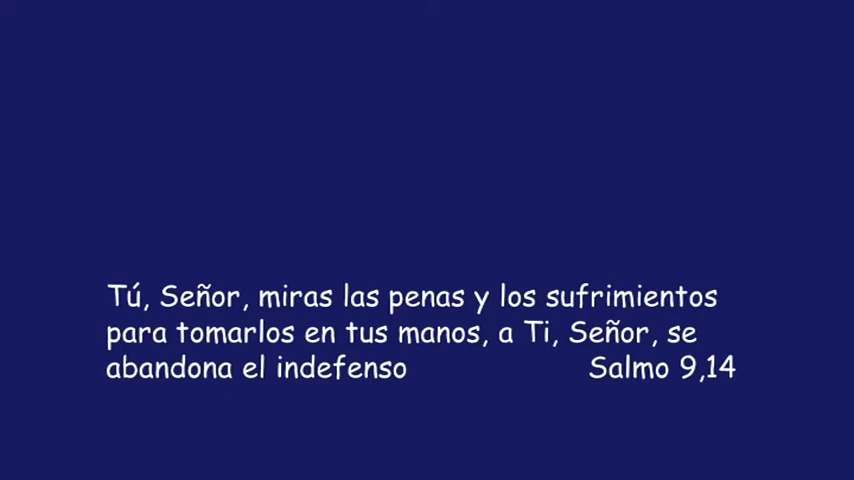 Tú, Señor, miras las penas y los sufrimientos
para tomarlos en tus manos, a Ti, Señor, se
abandona el indefenso Salmo 9,14